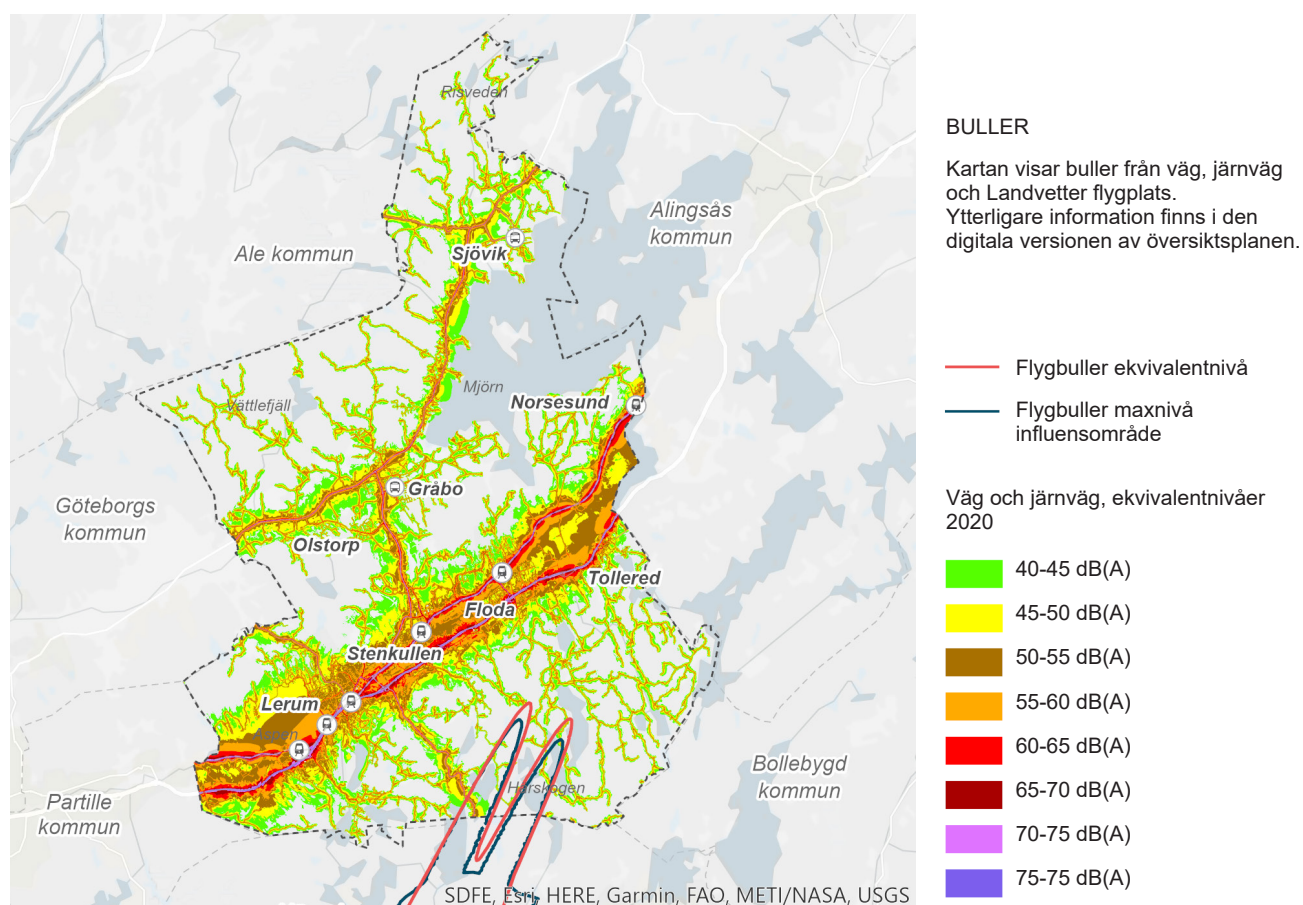 Risveden
Alingsås
kommun
Ale kommun
Sjövik
Mjörn
Norsesund
Vättlefjäll
Göteborgs
kommun
Gråbo
Olstorp
Tollered
Floda
Stenkullen
Lerum
Aspen
Härskogen
Bollebygd
kommun
Partille
kommun
SDFE, Esri, HERE, Garmin, FAO, METI/NASA, USGS
BULLER
Kartan visar buller från väg, järnväg
och Landvetter flygplats.
Ytterligare information finns i den
digitala versionen av översiktsplanen.
Flygbuller ekvivalentnivå
Flygbuller maxnivå
influensområde
Väg och järnväg, ekvivalentnivåer
2020
40-45 dB(A)
45-50 dB(A)
50-55 dB(A)
55-60 dB(A)
60-65 dB(A)
65-70 dB(A)
70-75 dB(A)
75-75 dB(A)